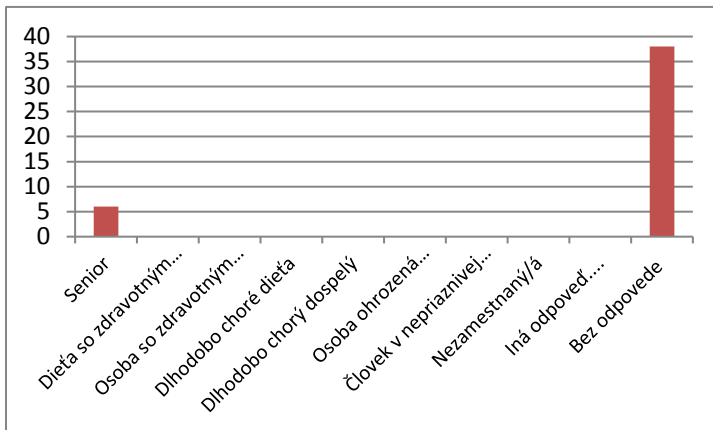 40
35
30
25
20
15
10
5
0
Senior
Dieťa so zdravotným...
Osoba so zdravotným...
Dlhodobo choré dieťa
Dlhodobo chorý dospelý
Osoba ohrozená...
Človek v nepriaznivej...
Nezamestnaný/á
Iná odpoveď....
Bez odpovede